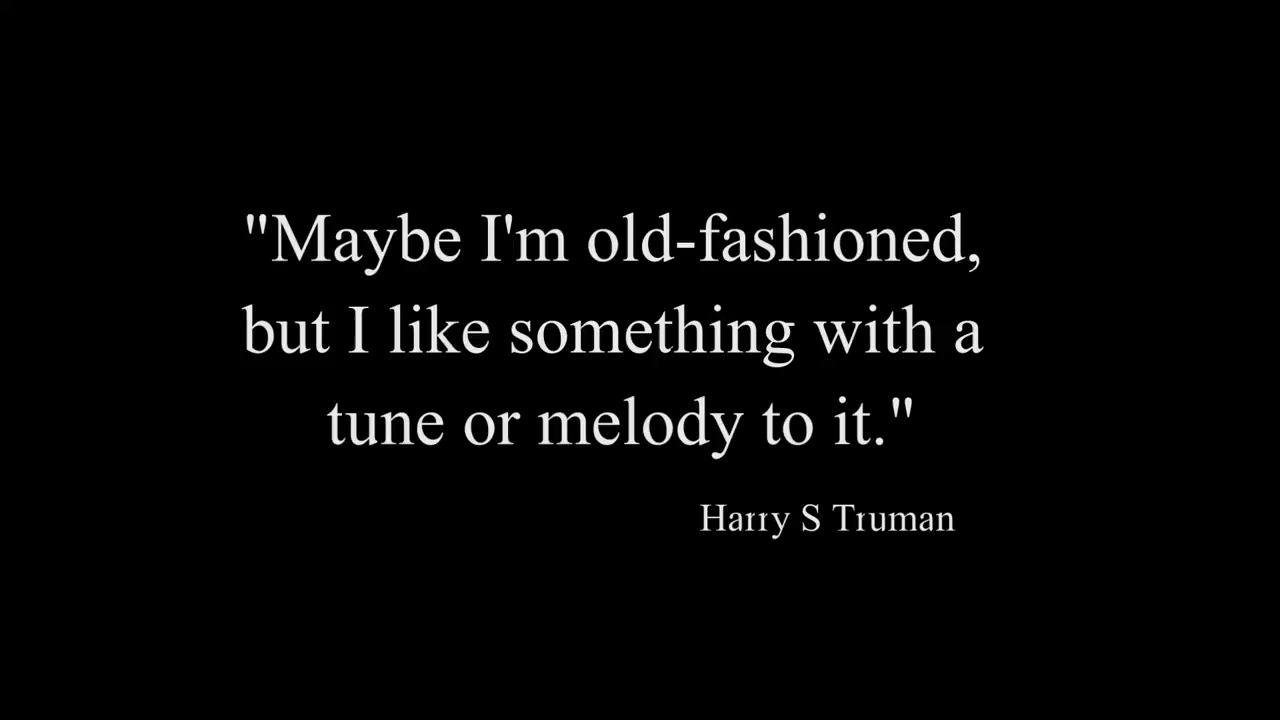 "Maybe I'm old-fashioned,
but I like something with a
tune or melody to it."
Harry S Truman